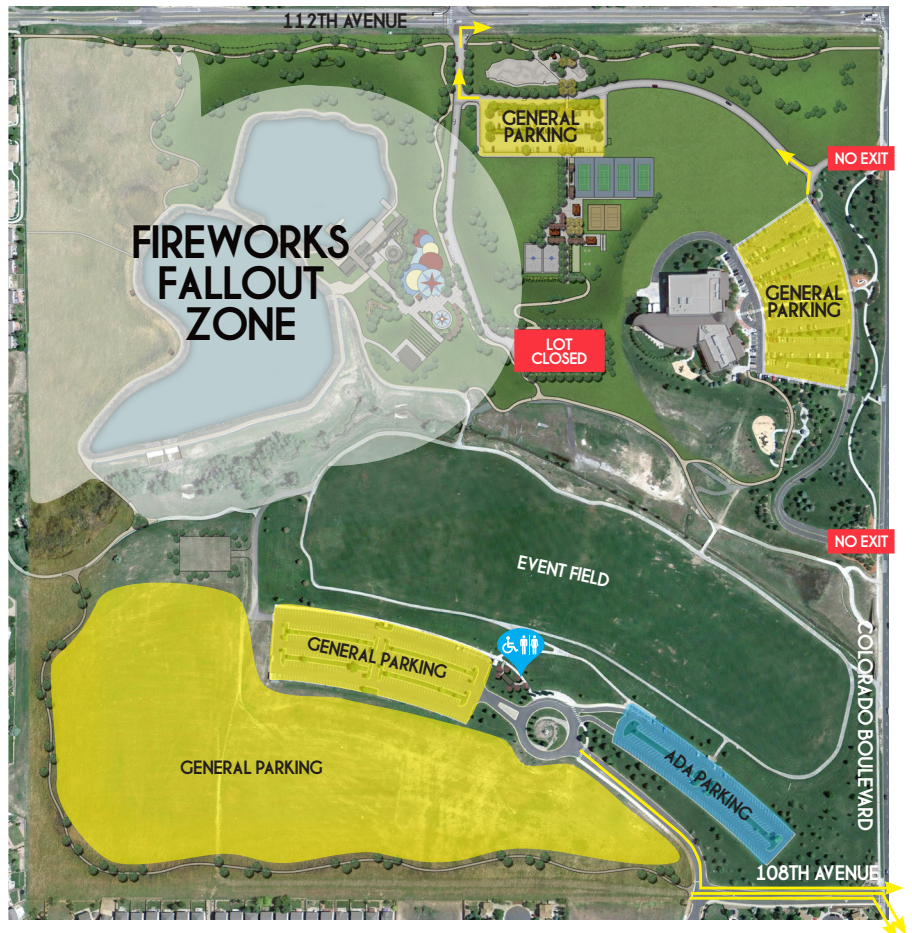 112TH AVENUE
GENERAL
PARKING
NO EXIT
FIREWORKS
FALLOUT
ZONE
GENERAL
PARKING
LOT
CLOSED
NO EXIT
EVENT FIELD
GENERAL PARKING
COLORADO BOULEVARD
GENERAL PARKING
ADA PARKING
108TH AVENUE